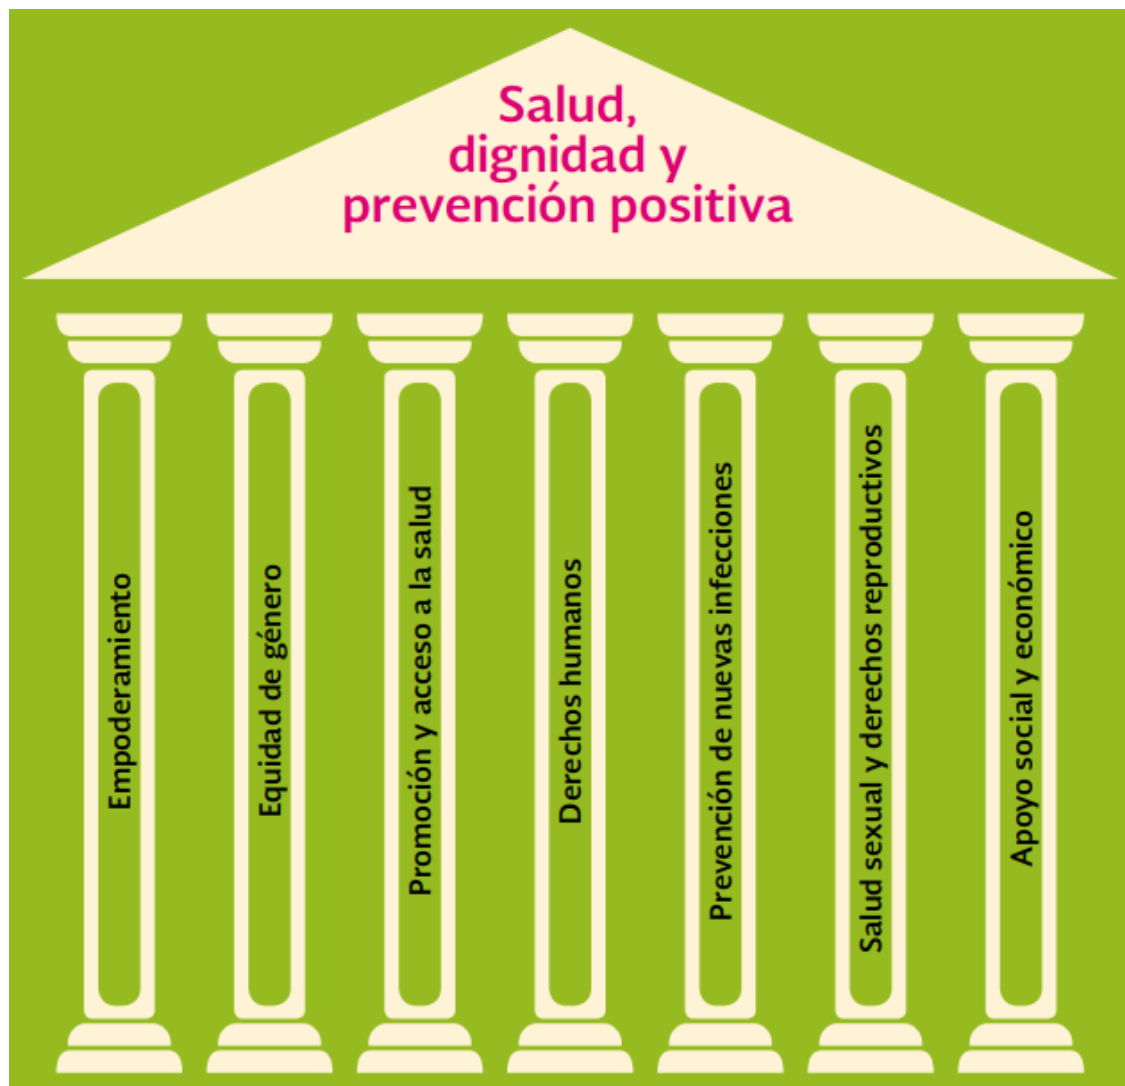 Salud,
dignidad y
prevención positiva
Empoderamiento
Equidad de género
Promoción y acceso a la salud
Derechos humanos
Prevención de nuevas infecciones
Salud sexual y derechos reproductivos
Apoyo social y económico